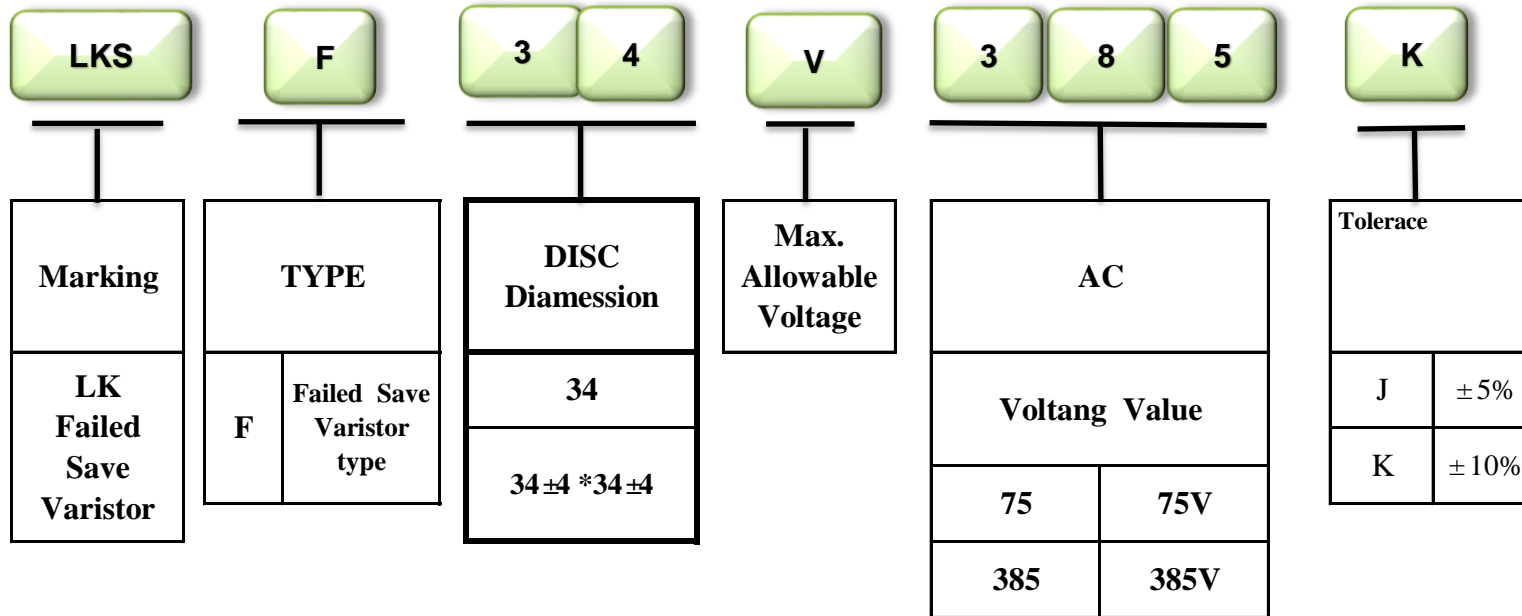 LKS F 3 4 V 3 8 5 K
Marking
LK
Failed
Save
Varistor
TYPE
F
Failed Save
Varistor
type
DISC
Diamession
34
34±4 *34±4
Max.
Allowable
Voltage
AC
Voltang Value
75 75V
385 385V
Tolerace
J ±5%
K ±10%